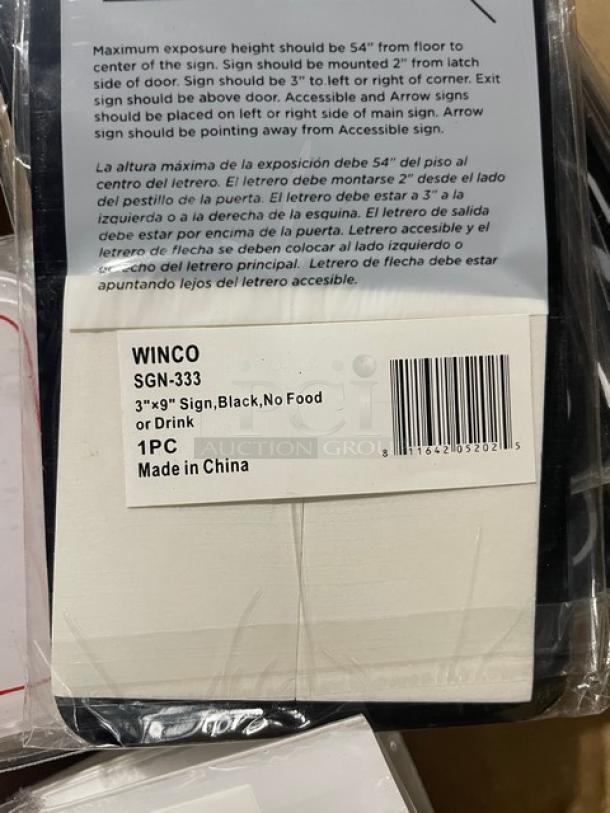 Maximum exposure height should be 54" from floor to
center of the sign. Sign should be mounted 2" from latch
side of door. Sign should be 3" to left or right of corner. Exit
sign should be above door. Accessible and Arrow signs
should be placed on left or right side of main sign. Arrow
sign should be pointing away from Accessible sign.
La altura máxima de la exposición debe 54" del piso al
centro del letrero. El letrero debe montarse 2" desde el lado
del pestillo de la puerta. El letrero debe estar a 3" a la
izquierda o a la derecha de la esquina. El letrero de salida
debe estar por encima de la puerta. Letrero accesible y el
letrero de flecha se deben colocar al lado izquierdo o
derecho del letrero principal. Letrero de flecha debe estar
apuntando lejos del letrero accesible.
WINCO
SGN-333
3"×9" Sign,Black,No Food
or Drink
1PC
Made in China
8 11642 05202 5
PCI
AUCTION GROUP